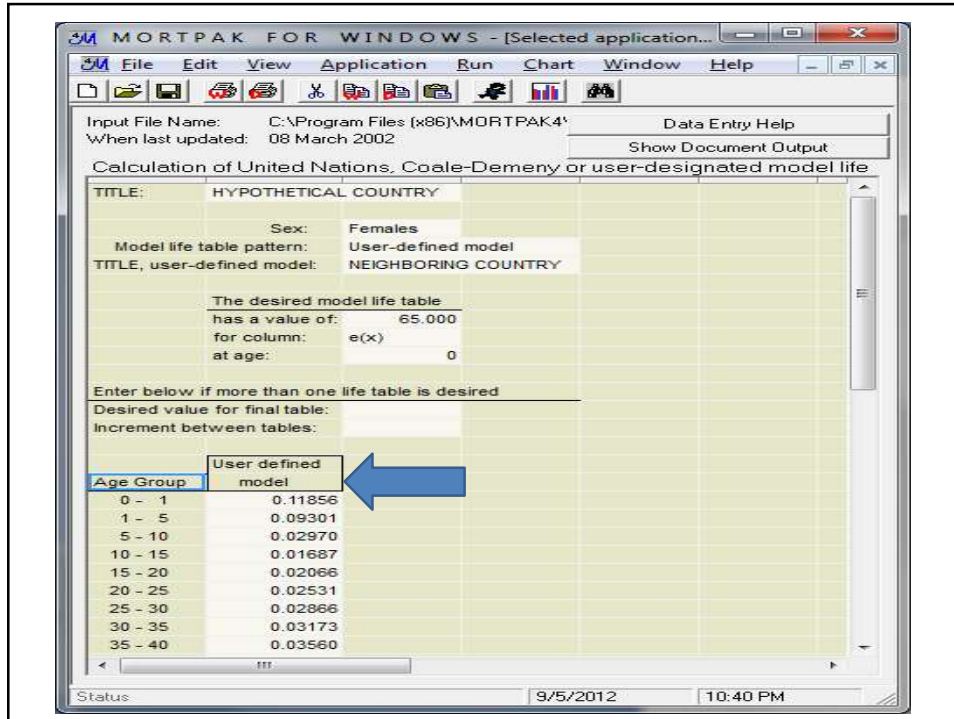 MORTPAK FOR WINDOWS - [Selected application...
File Edit View Application Run Chart Window Help
Input File Name: C:\Program Files (x86)\MORTPAK4\
Data Entry Help
When last updated: 08 March 2002
Show Document Output
Calculation of United Nations, Coale-Demeny or user-designated model life
TITLE: HYPOTHETICAL COUNTRY
Sex: Females
Model life table pattern: User-defined model
TITLE, user-defined model: NEIGHBORING COUNTRY
The desired model life table
has a value of: 65.000
for column: e(x)
at age: 0
Enter below if more than one life table is desired
Desired value for final table:
Increment between tables:
User defined
Age Group model
0 - 1 0.11856
1 - 5 0.09301
5 - 10 0.02970
10 - 15 0.01687
15 - 20 0.02066
20 - 25 0.02531
25 - 30 0.02866
30 - 35 0.03173
35 - 40 0.03560
Status 9/5/2012 10:40 PM